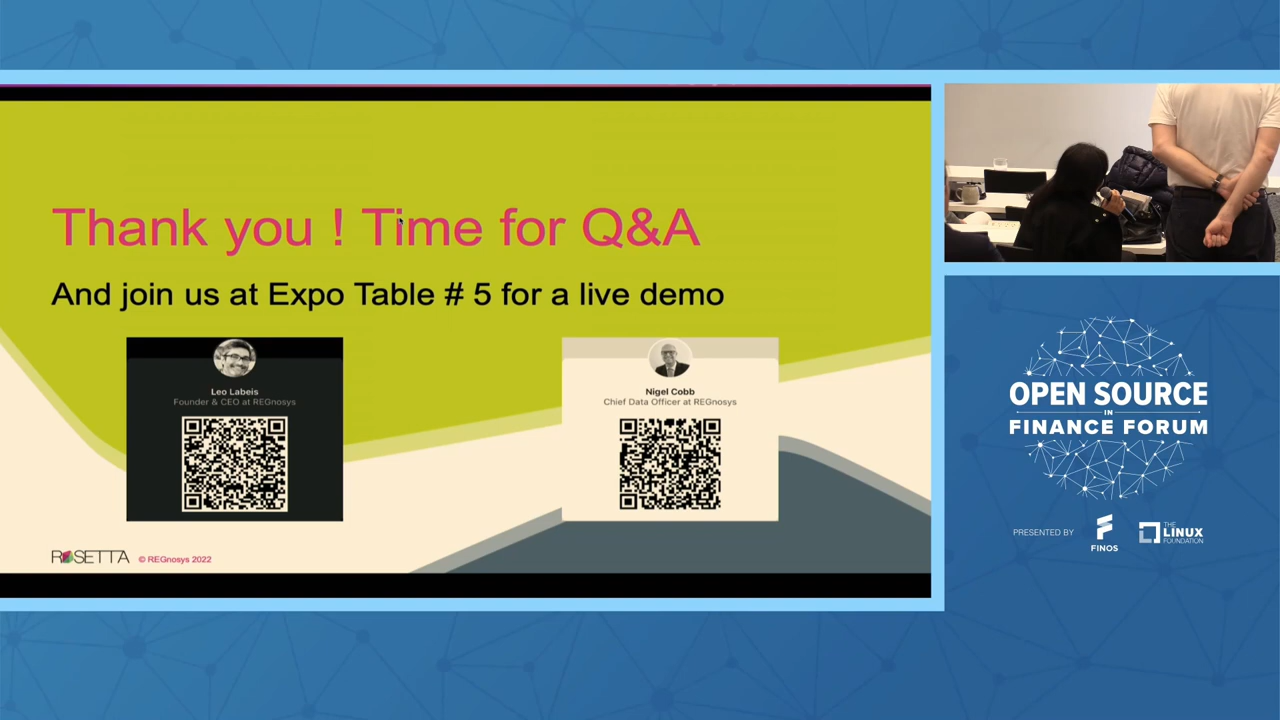 Thank you ! Time for Q&A
And join us at Expo Table # 5 for a live demo
Leo Labeis
Founder & CEO at REGnosys
Nigel Cobb
Chief Data Officer at REGnosys
ROSETTA
© REGnosys 2022
OPEN SOURCE
IN
FINANCE FORUM
PRESENTED BY
FINOS
THE
LINUX
FOUNDATION